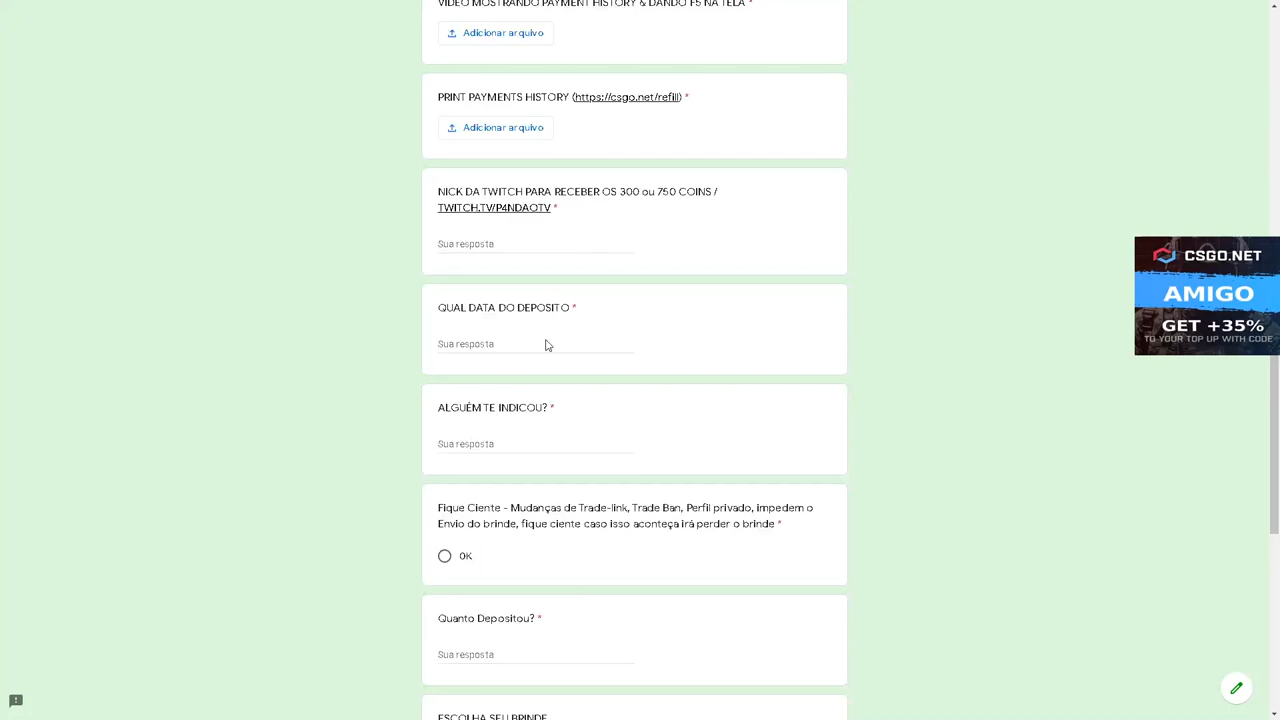 VIDEO MOSTRANDO PAYMENT HISTORY & DANDO F5 NA TELA *
Adicionar arquivo
PRINT PAYMENTS HISTORY (https://csgo.net/refill) *
Adicionar arquivo
NICK DA TWITCH PARA RECEBER OS 300 ou 750 COINS /
TWITCH.TV/P4NDAOTV *
Sua resposta
QUAL DATA DO DEPOSITO *
Sua resposta
ALGUÉM TE INDICOU? *
Sua resposta
Fique Ciente - Mudanças de Trade-link, Trade Ban, Perfil privado, impedem o
Envio do brinde, fique ciente caso isso aconteça irá perder o brinde *
OK
Quanto Depositou? *
Sua resposta
ESCOLHA SEU BRINDE
CSGO.NET
AMIGO
GET +35%
TO YOUR TOP UP WITH CODE